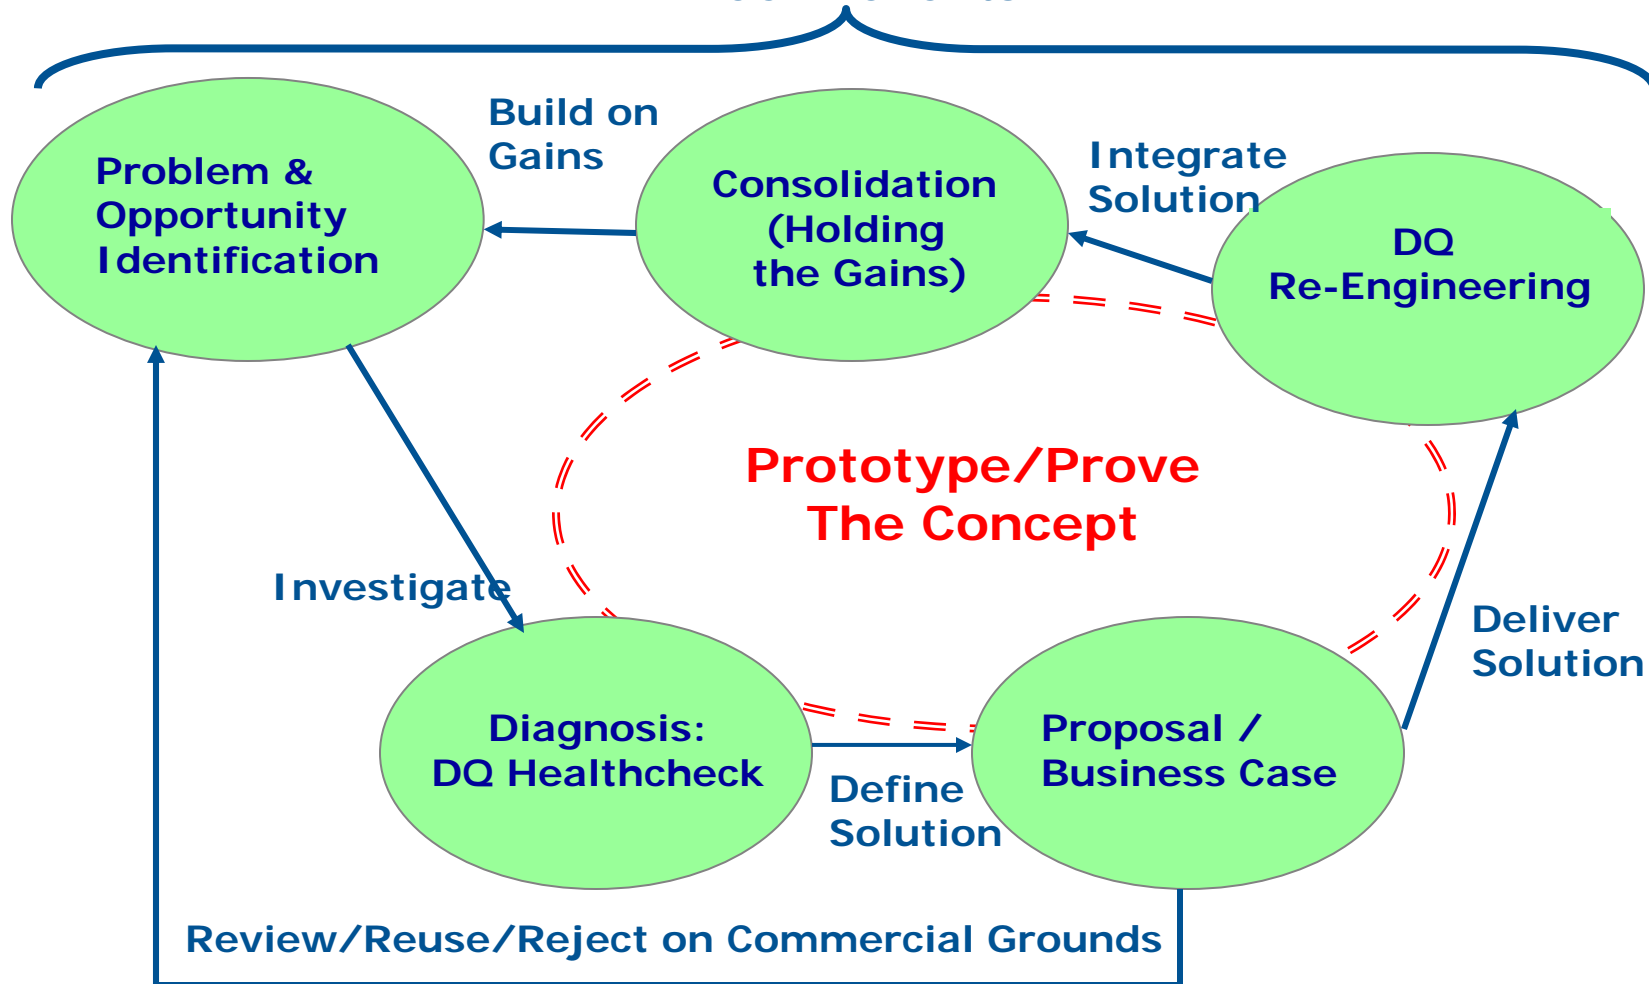 Build on
Gains
Problem &
Opportunity
Identification
Consolidation
(Holding
the Gains)
Integrate
Solution
DQ
Re-Engineering
Prototype/Prove
The Concept
Investigate
Deliver
Solution
Diagnosis:
DQ Healthcheck
Define
Solution
Proposal /
Business Case
Review/Reuse/Reject on Commercial Grounds